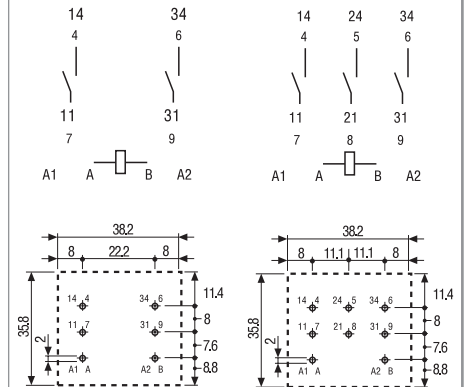 14 34 14 24 34
4 6 4 5 6
11 31 11 21 31
7 9 7 8 9
A1 A B A2 A1 A B A2
38.2 38.2
8 22.2 8 8 11.1 11.1 8
35.8 11.4 35.8 11.4
14 4 34 6 14 4 24 5 34 6
8 8
11 7 31 9 11 7 21 8 31 9
2 7.6 2 7.6
A1 A A2 B A1 A A2 B
8.8 8.8